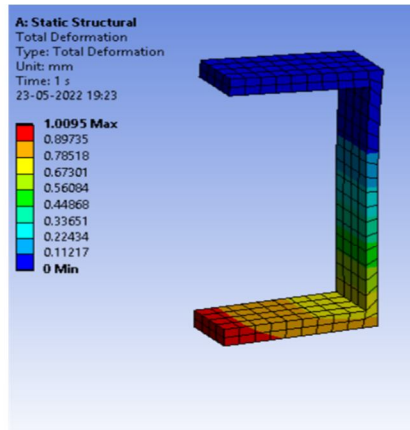 A: Static Structural
Total Deformation
Type: Total Deformation
Unit: mm
Time: 1 s
23-05-2022 19:23
1.0095 Max
0.89735
0.78518
0.67301
0.56084
0.44868
0.33651
0.22434
0.11217
0 Min